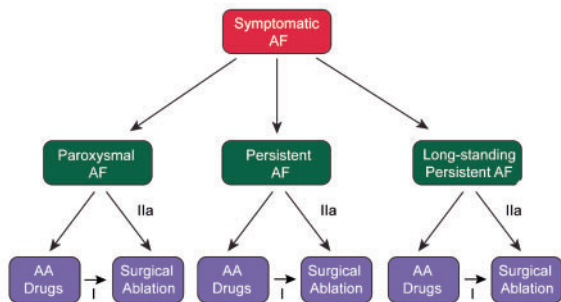 Symptomatic
AF
Paroxysmal
AF
Persistent
AF
Long-standing
Persistent AF
IIa
IIa
IIa
AA
Drugs
I
Surgical
Ablation
AA
Drugs
I
Surgical
Ablation
AA
Drugs
I
Surgical
Ablation